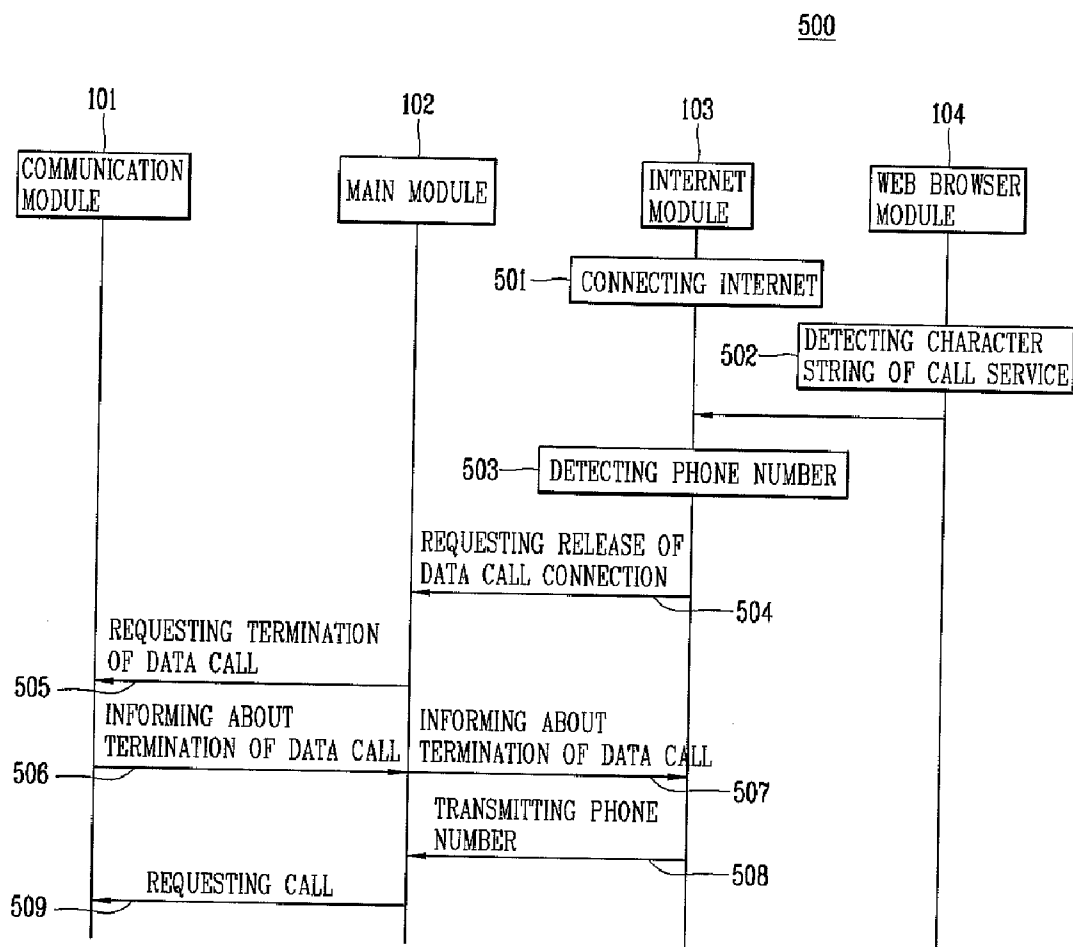 500
101
102
103
104
COMMUNICATION
MODULE
MAIN MODULE
INTERNET
MODULE
WEB BROWSER
MODULE
501
CONNECTING INTERNET
502
DETECTING CHARACTER
STRING OF CALL SERVICE
503
DETECTING PHONE NUMBER
REQUESTING RELEASE OF
DATA CALL CONNECTION
504
REQUESTING TERMINATION
OF DATA CALL
505
INFORMING ABOUT
TERMINATION OF DATA CALL
506
INFORMING ABOUT
TERMINATION OF DATA CALL
507
TRANSMITTING PHONE
NUMBER
508
REQUESTING CALL
509